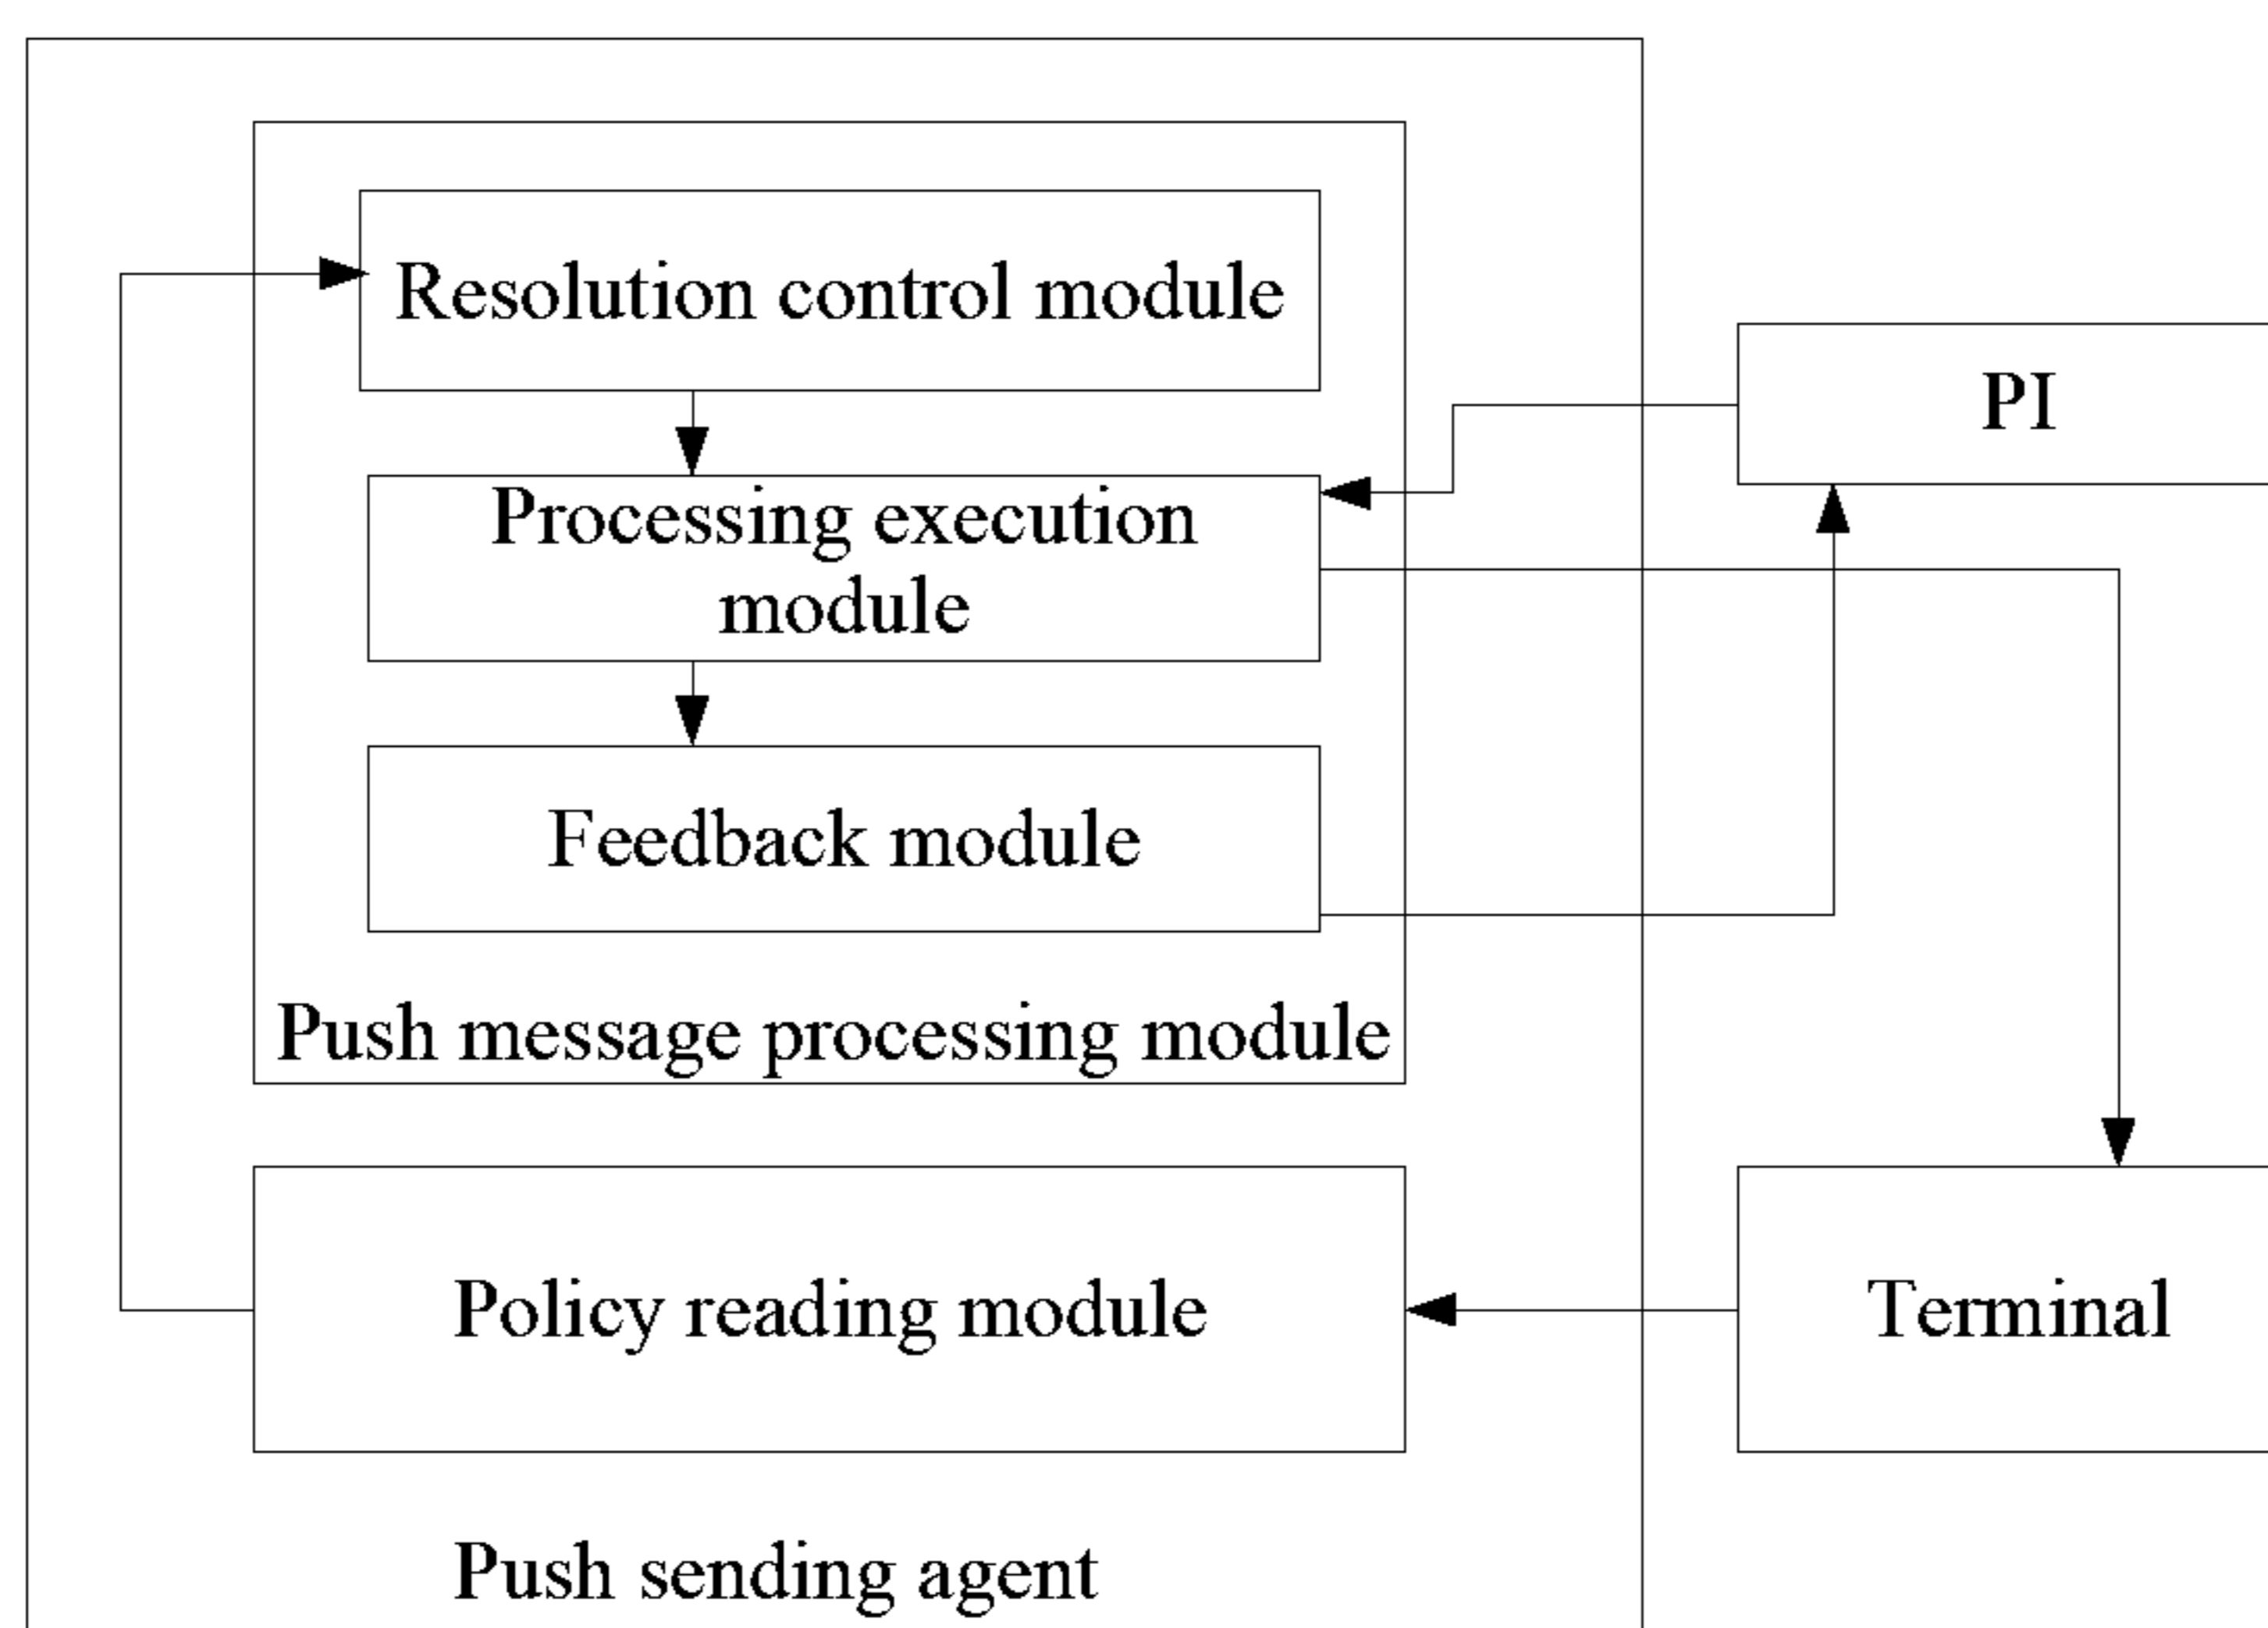 Resolution control module
PI
Processing execution
module
Feedback module
Push message processing module
Policy reading module
Terminal
Push sending agent